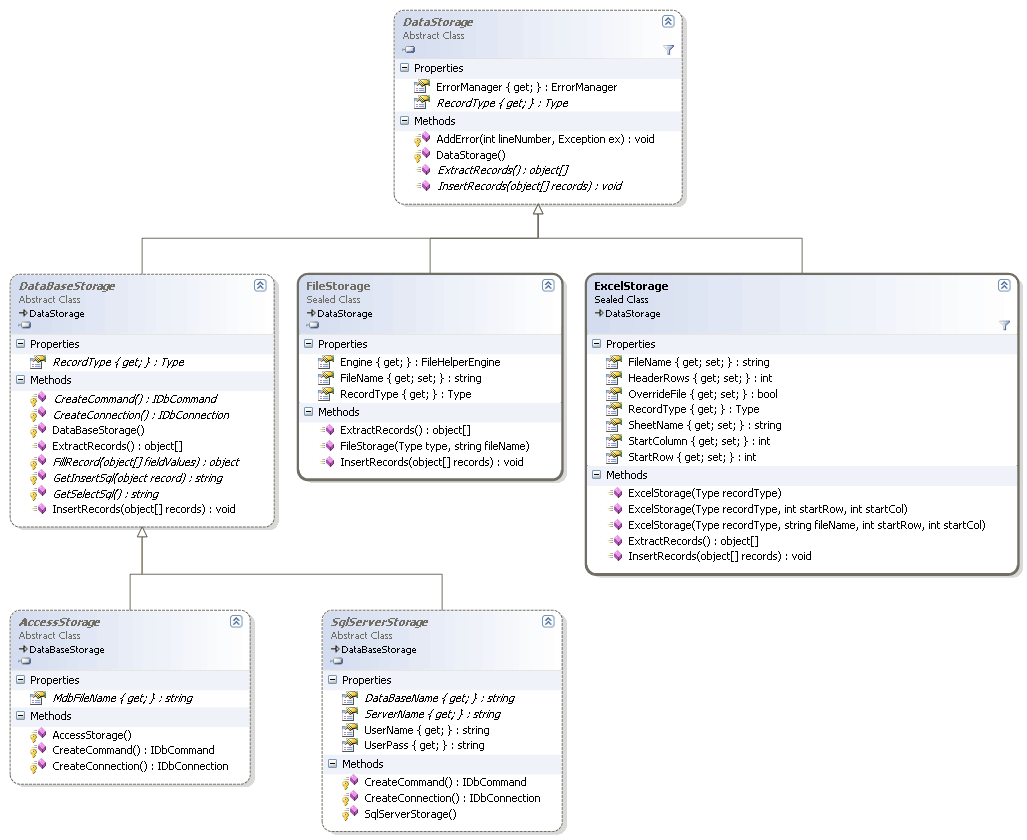 DataStorage
Abstract Class
Properties
ErrorManager { get; } : ErrorManager
RecordType { get; } : Type
Methods
AddError(int lineNumber, Exception ex) : void
DataStorage()
ExtractRecords() : object[]
InsertRecords(object[] records) : void
DataBaseStorage
Abstract Class
DataStorage
Properties
RecordType { get; } : Type
Methods
CreateCommand() : IDbCommand
CreateConnection() : IDbConnection
DataBaseStorage()
ExtractRecords() : object[]
FillRecord(object[] fieldValues) : object
GetInsertSql(object record) : string
GetSelectSql() : string
InsertRecords(object[] records) : void
FileStorage
Sealed Class
DataStorage
Properties
Engine { get; } : FileHelperEngine
FileName { get; set; } : string
RecordType { get; } : Type
Methods
ExtractRecords() : object[]
FileStorage(Type type, string fileName)
InsertRecords(object[] records) : void
ExcelStorage
Sealed Class
DataStorage
Properties
FileName { get; set; } : string
HeaderRows { get; set; } : int
OverrideFile { get; set; } : bool
RecordType { get; } : Type
SheetName { get; set; } : string
StartColumn { get; set; } : int
StartRow { get; set; } : int
Methods
ExcelStorage(Type recordType)
ExcelStorage(Type recordType, int startRow, int startCol)
ExcelStorage(Type recordType, string fileName, int startRow, int startCol)
ExtractRecords() : object[]
InsertRecords(object[] records) : void
AccessStorage
Abstract Class
DataBaseStorage
Properties
MdbFileName { get; } : string
Methods
AccessStorage()
CreateCommand() : IDbCommand
CreateConnection() : IDbConnection
SqlServerStorage
Abstract Class
DataBaseStorage
Properties
DataBaseName { get; } : string
ServerName { get; } : string
UserName { get; } : string
UserPass { get; } : string
Methods
CreateCommand() : IDbCommand
CreateConnection() : IDbConnection
SqlServerStorage()